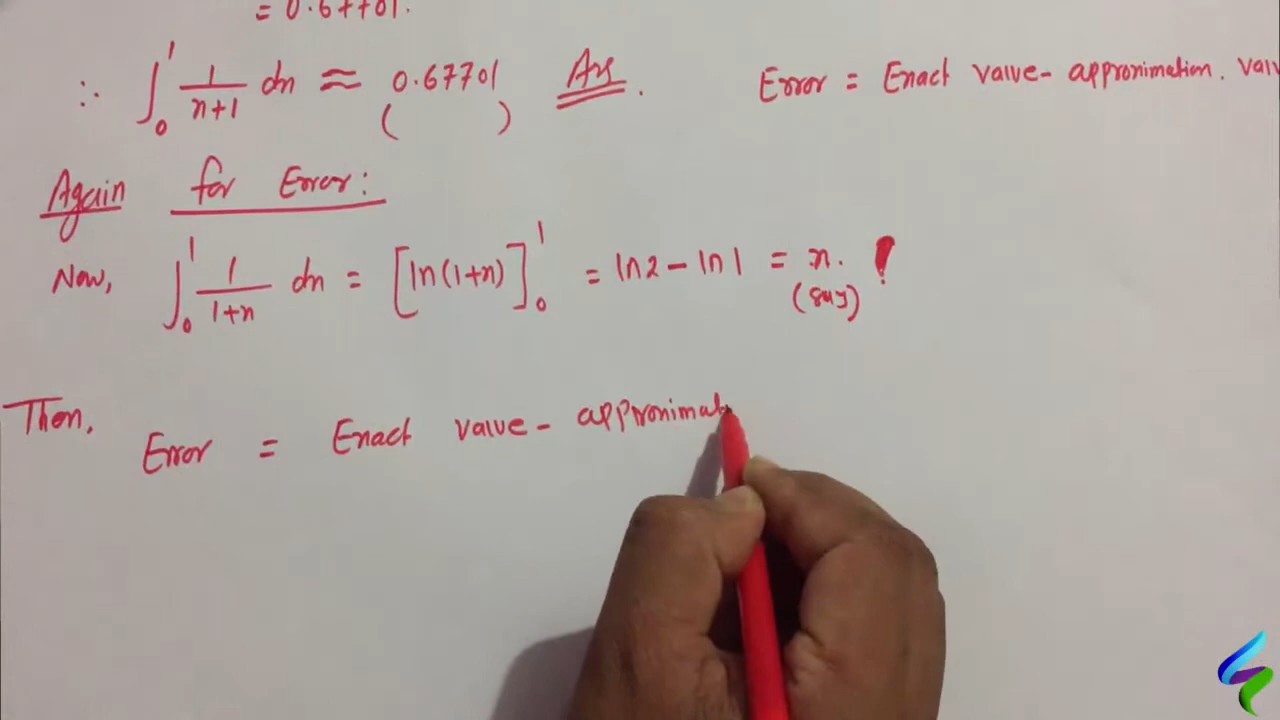 = 0.67701.
∴ ∫₀¹ 1/(x+1) dx ≈ 0.67701 Ans.
( )
Error = Exact value - approximation. val
Again for Error:
Now, ∫₀¹ 1/(1+x) dx = [ln(1+x)]₀¹ = ln2 - ln1 = x. !
(say)
Then,
Error = Exact value - approximat